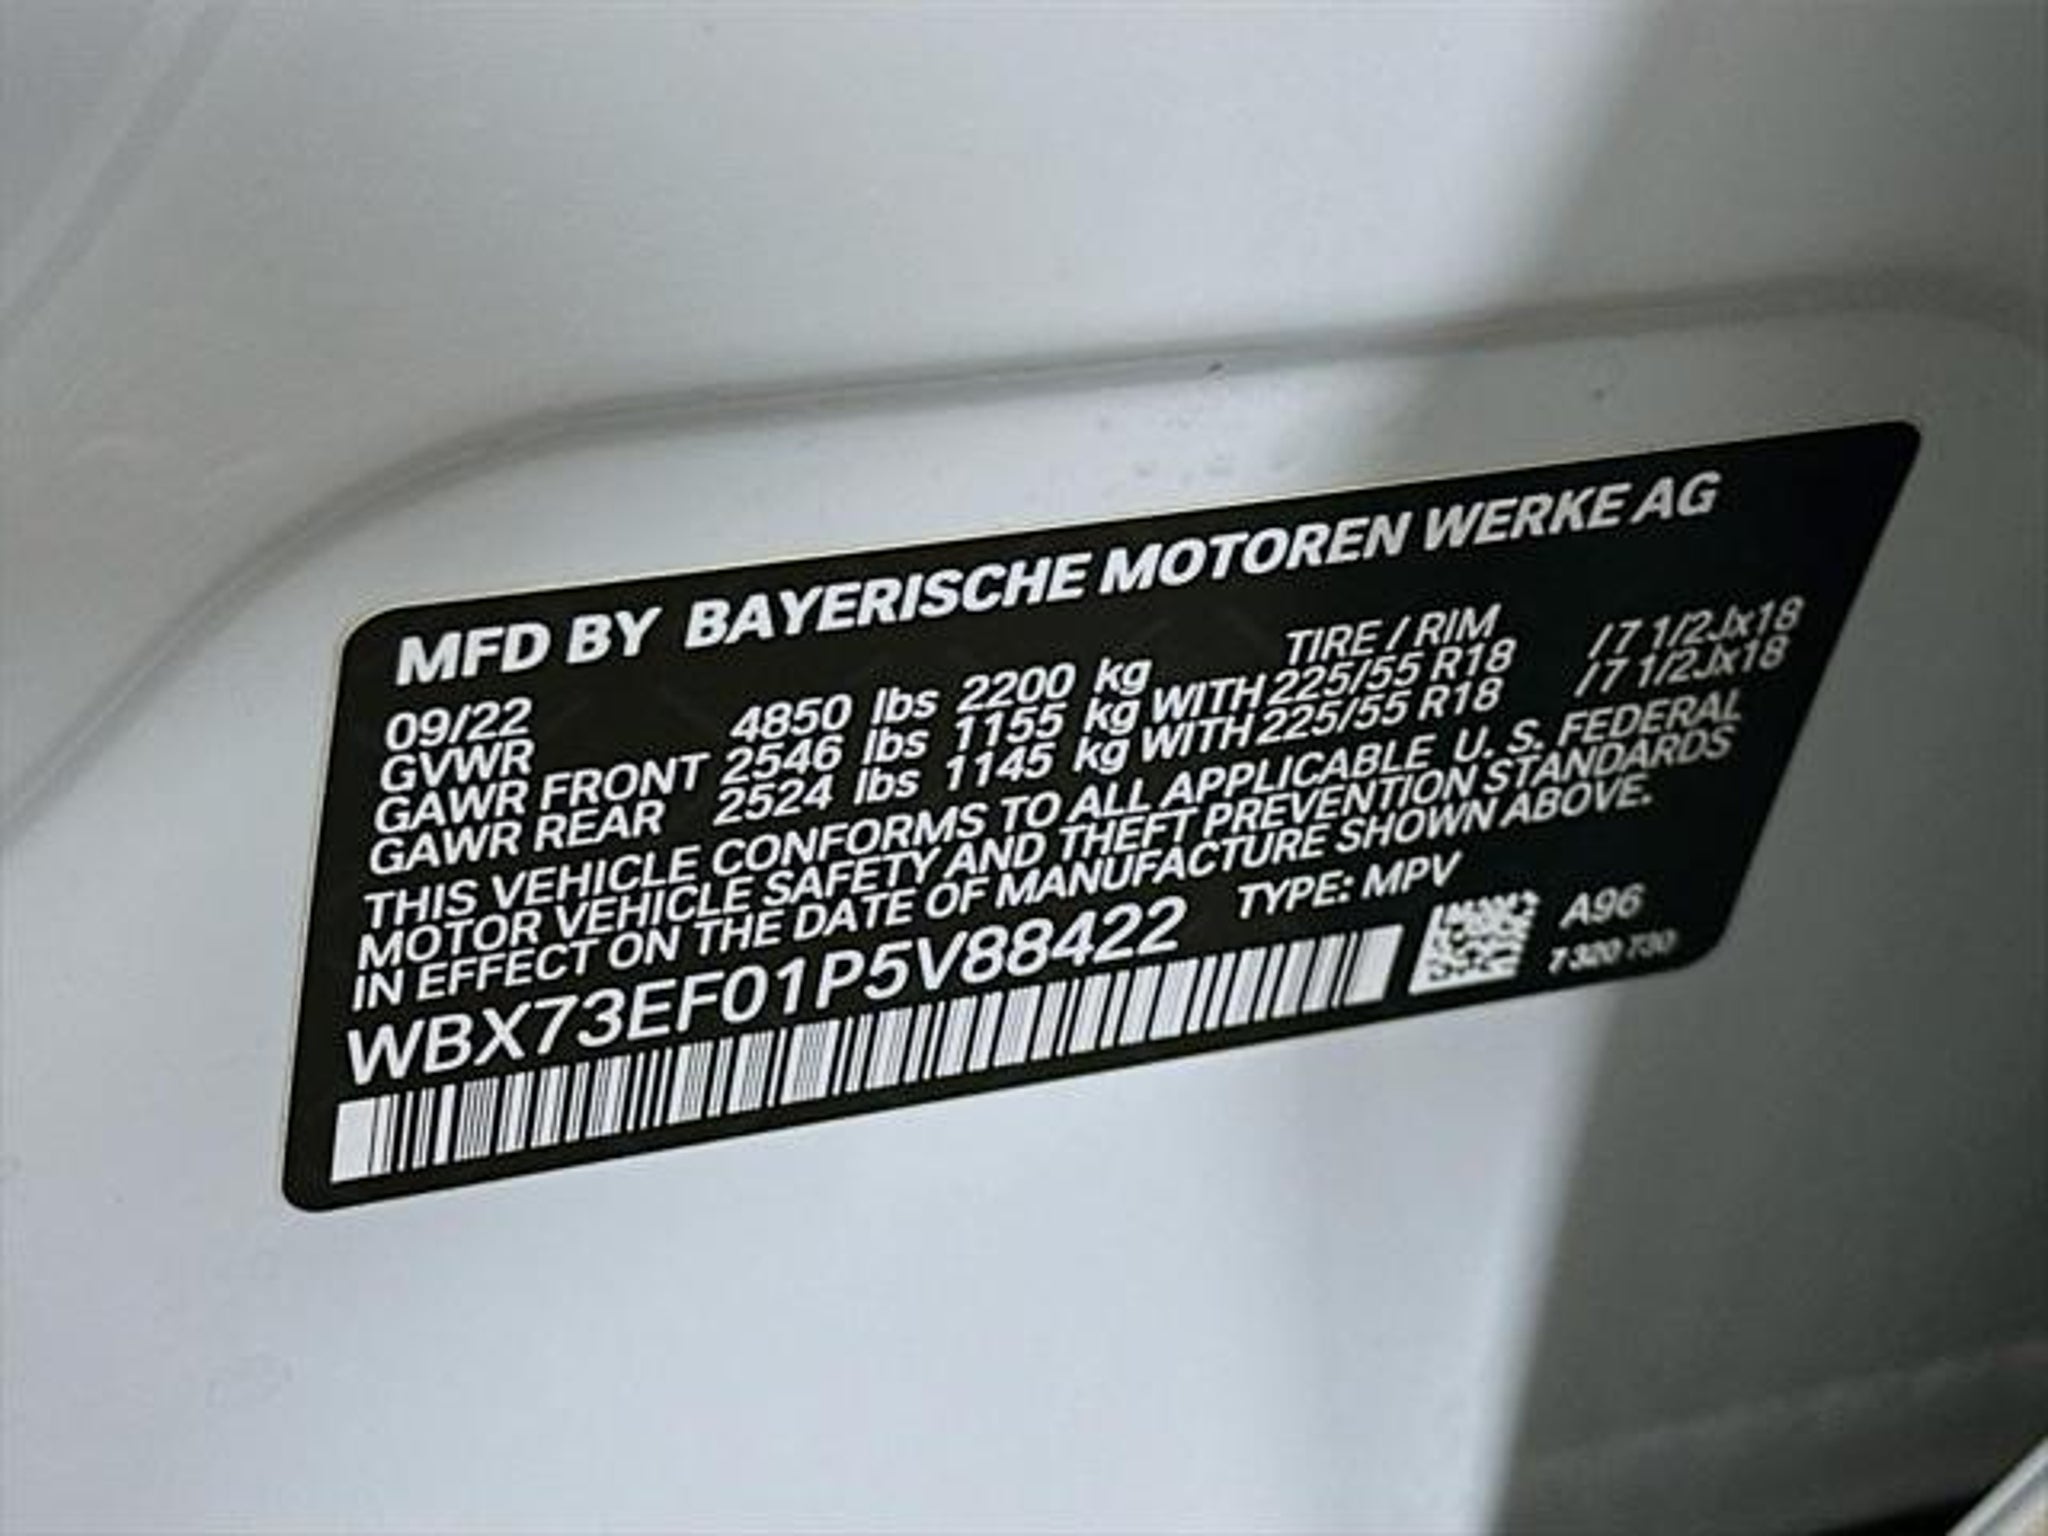 MFD BY BAYERISCHE MOTOREN WERKE AG
09/22 TIRE / RIM
GVWR 4850 lbs 2200 kg
GAWR FRONT 2546 lbs 1155 kg WITH 225/55 R18 / 7 1/2Jx18
GAWR REAR 2524 lbs 1145 kg WITH 225/55 R18 / 7 1/2Jx18
THIS VEHICLE CONFORMS TO ALL APPLICABLE U. S. FEDERAL
MOTOR VEHICLE SAFETY AND THEFT PREVENTION STANDARDS
IN EFFECT ON THE DATE OF MANUFACTURE SHOWN ABOVE.
WBX73EF01P5V88422 TYPE: MPV
A96
7 320 730